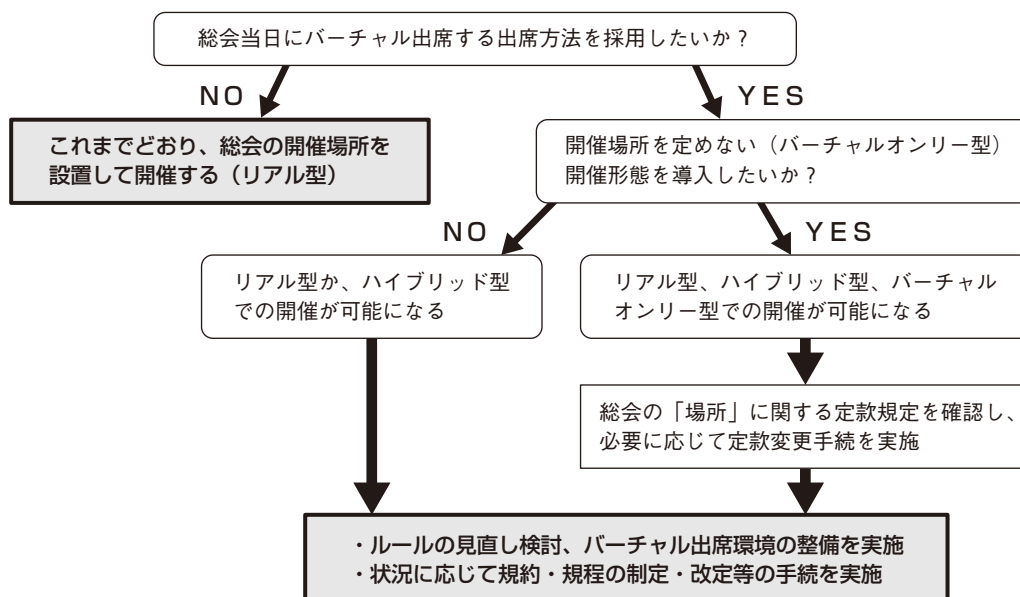 総会当日にバーチャル出席する出席方法を採用したいか？
NO
YES
これまでどおり、総会の開催場所を
設置して開催する（リアル型）
開催場所を定めない（バーチャルオンリー型）
開催形態を導入したいか？
NO
YES
リアル型か、ハイブリッド型
での開催が可能になる
リアル型、ハイブリッド型、バーチャル
オンリー型での開催が可能になる
総会の「場所」に関する定款規定を確認し、
必要に応じて定款変更手続を実施
・ルールの見直し検討、バーチャル出席環境の整備を実施
・状況に応じて規約・規程の制定・改定等の手続を実施